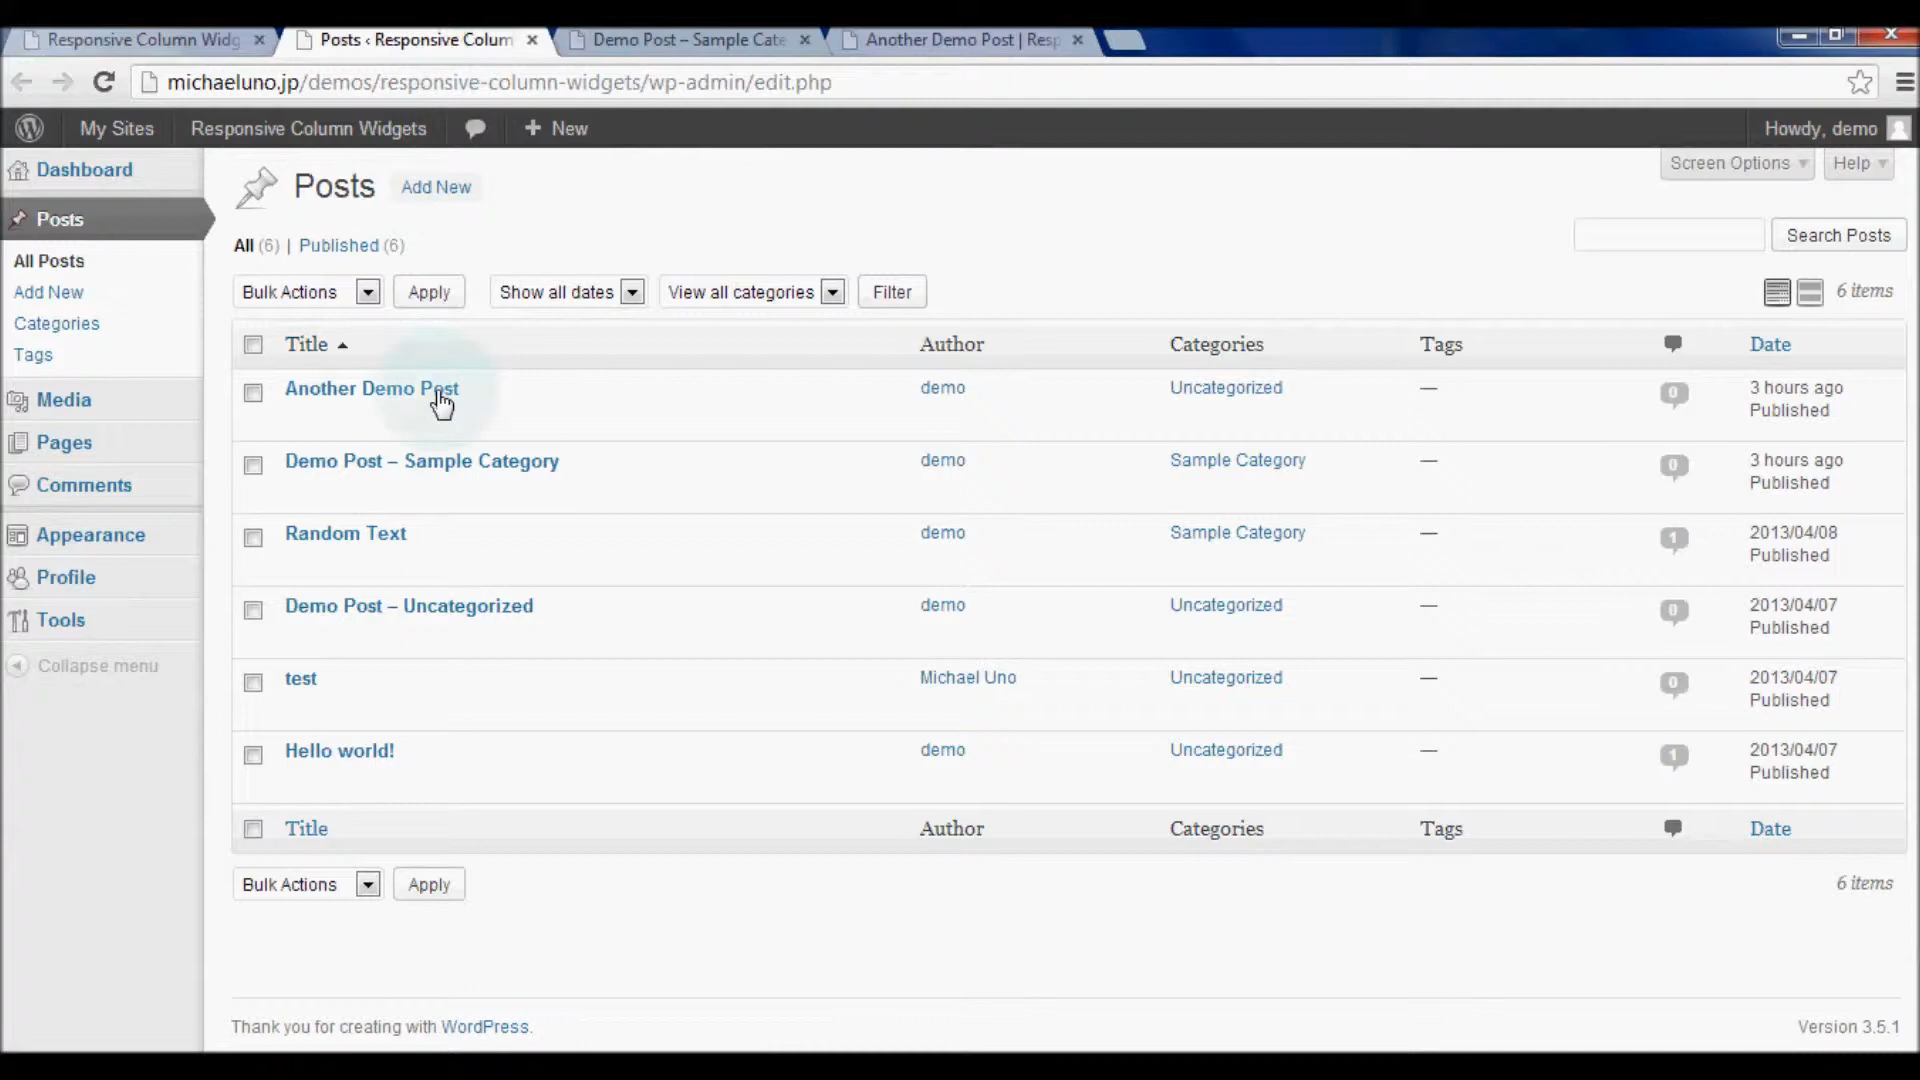 Responsive Column Widg
Posts ‹ Responsive Colum
Demo Post – Sample Cate
Another Demo Post | Resp
michaeluno.jp/demos/responsive-column-widgets/wp-admin/edit.php
My Sites
Responsive Column Widgets
+ New
Howdy, demo
Dashboard
Posts
All Posts
Add New
Categories
Tags
Media
Pages
Comments
Appearance
Profile
Tools
Collapse menu
Screen Options
Help
Posts Add New
All (6) | Published (6)
Search Posts
Bulk Actions Apply Show all dates View all categories Filter 6 items
Title Author Categories Tags Date
Another Demo Post demo Uncategorized — 0 3 hours ago
Published
Demo Post – Sample Category demo Sample Category — 0 3 hours ago
Published
Random Text demo Sample Category — 1 2013/04/08
Published
Demo Post – Uncategorized demo Uncategorized — 0 2013/04/07
Published
test Michael Uno Uncategorized — 0 2013/04/07
Published
Hello world! demo Uncategorized — 1 2013/04/07
Published
Title Author Categories Tags Date
Bulk Actions Apply 6 items
Thank you for creating with WordPress. Version 3.5.1